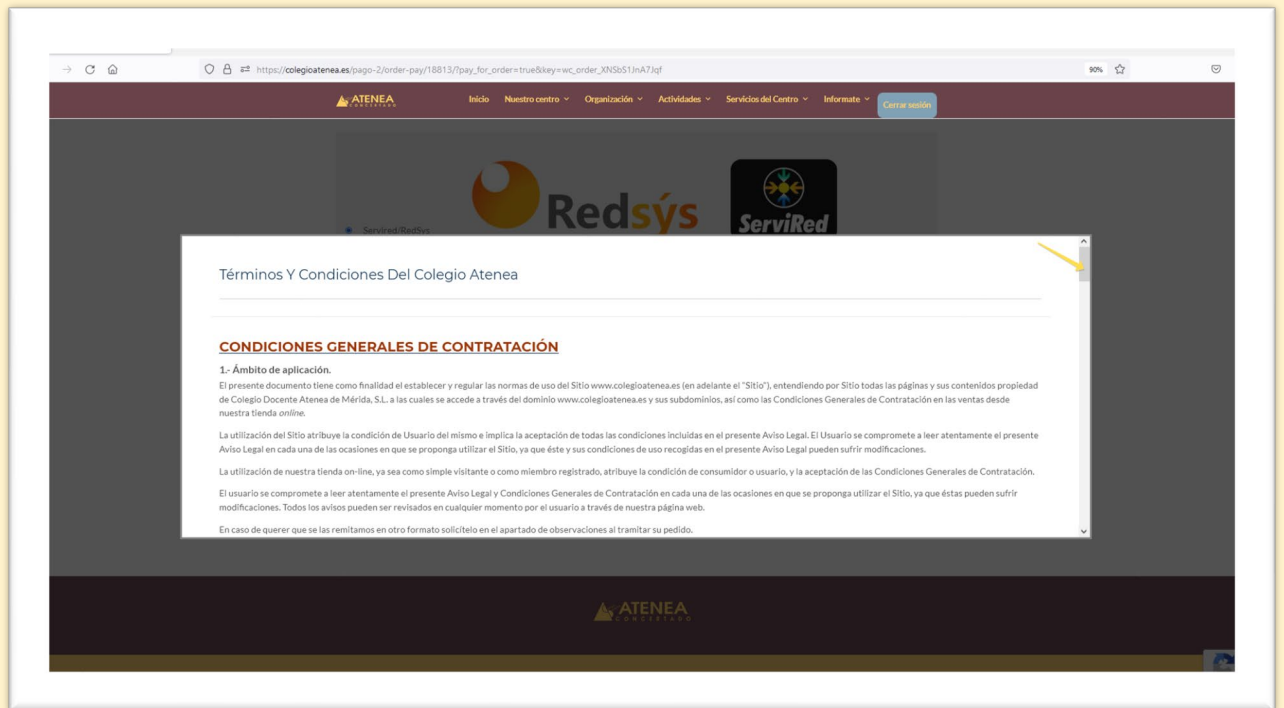 https://colegioatenea.es/pago-2/order-pay/18813/?pay_for_order=true&key=wc_order_XNSbS1JnA7Jqf
90%
ATENEA
CONCERTADO
Inicio Nuestro centro Organización Actividades Servicios del Centro Informate Cerrar sesión
Redsýs
ServiRed
Servired/RedSys
Términos Y Condiciones Del Colegio Atenea
CONDICIONES GENERALES DE CONTRATACIÓN
1.- Ámbito de aplicación.
El presente documento tiene como finalidad el establecer y regular las normas de uso del Sitio www.colegioatenea.es (en adelante el "Sitio"), entendiendo por Sitio todas las páginas y sus contenidos propiedad
de Colegio Docente Atenea de Mérida, S.L. a las cuales se accede a través del dominio www.colegioatenea.es y sus subdominios, así como las Condiciones Generales de Contratación en las ventas desde
nuestra tienda online.
La utilización del Sitio atribuye la condición de Usuario del mismo e implica la aceptación de todas las condiciones incluidas en el presente Aviso Legal. El Usuario se compromete a leer atentamente el presente
Aviso Legal en cada una de las ocasiones en que se proponga utilizar el Sitio, ya que éste y sus condiciones de uso recogidas en el presente Aviso Legal pueden sufrir modificaciones.
La utilización de nuestra tienda on-line, ya sea como simple visitante o como miembro registrado, atribuye la condición de consumidor o usuario, y la aceptación de las Condiciones Generales de Contratación.
El usuario se compromete a leer atentamente el presente Aviso Legal y Condiciones Generales de Contratación en cada una de las ocasiones en que se proponga utilizar el Sitio, ya que éstas pueden sufrir
modificaciones. Todos los avisos pueden ser revisados en cualquier momento por el usuario a través de nuestra página web.
En caso de querer que se las remitamos en otro formato solicítelo en el apartado de observaciones al tramitar su pedido.
ATENEA
CONCERTADO